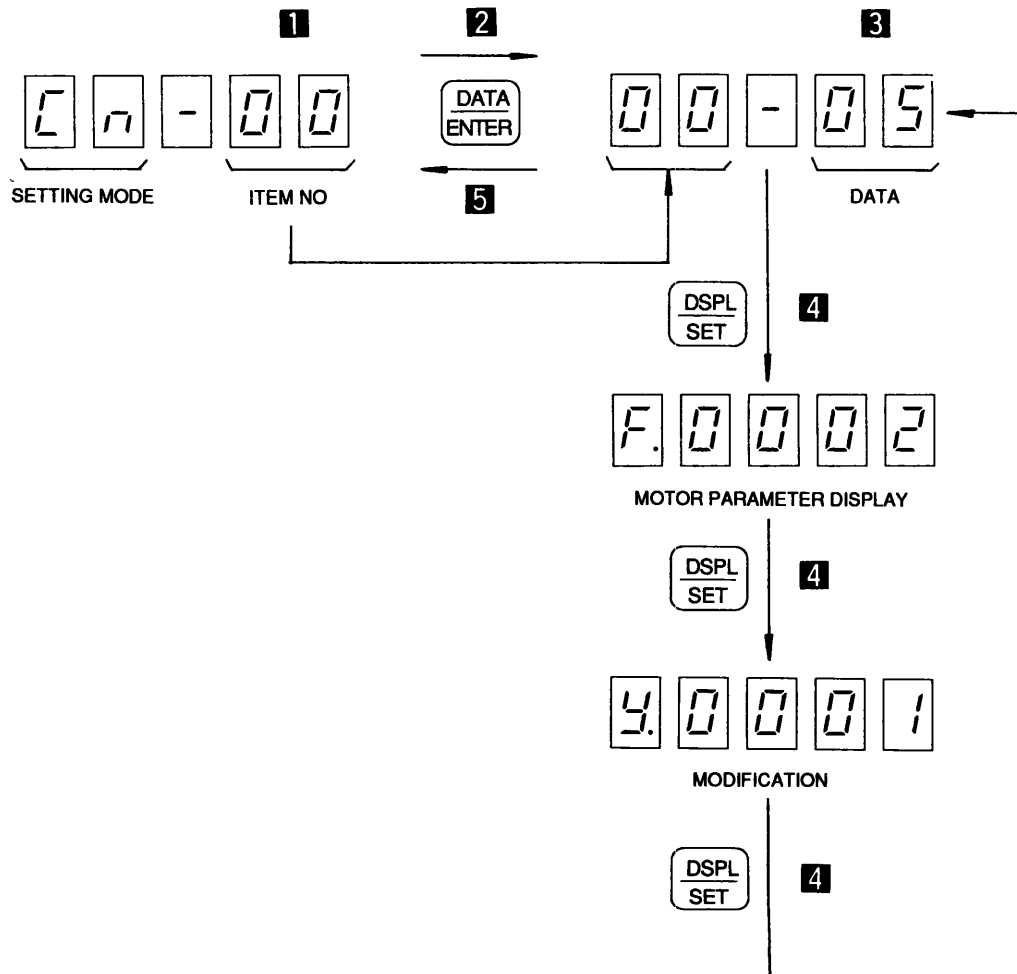 1 2 3
Cn-00 DATA 00-05
ENTER
SETTING MODE ITEM NO 5 DATA
DSPL 4
SET
F.0002
MOTOR PARAMETER DISPLAY
DSPL 4
SET
y.0001
MODIFICATION
DSPL 4
SET